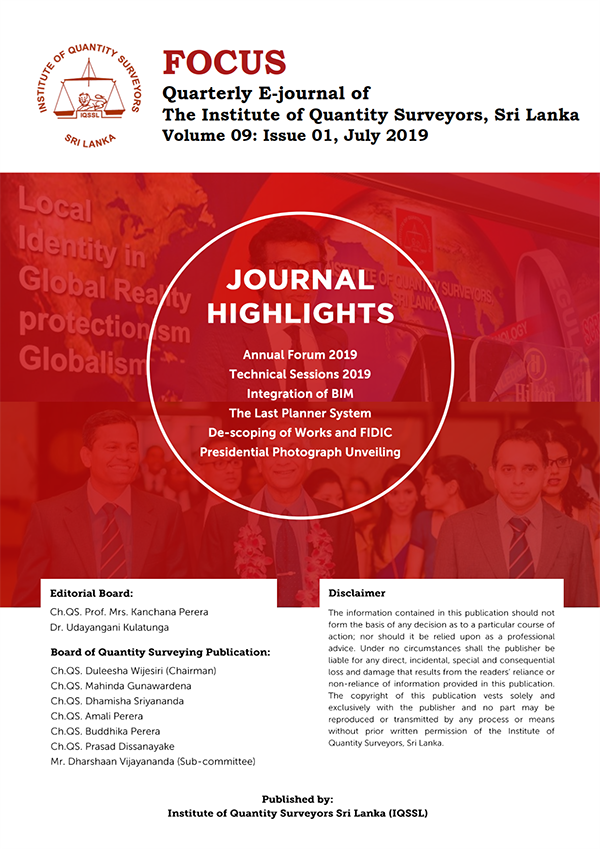 INSTITUTE OF QUANTITY SURVEYORS
IQSSL
SRI LANKA
FOCUS
Quarterly E-journal of
The Institute of Quantity Surveyors, Sri Lanka
Volume 09: Issue 01, July 2019
Local
Identity in
Global Reality
protectionism
Globalism
INSTITUTE OF QUANTITY SURVEYORS
SRI LANKA
Hilton
JOURNAL
HIGHLIGHTS
Annual Forum 2019
Technical Sessions 2019
Integration of BIM
The Last Planner System
De-scoping of Works and FIDIC
Presidential Photograph Unveiling
Editorial Board:
Ch.QS. Prof. Mrs. Kanchana Perera
Dr. Udayangani Kulatunga
Board of Quantity Surveying Publication:
Ch.QS. Duleesha Wijesiri (Chairman)
Ch.QS. Mahinda Gunawardena
Ch.QS. Dhamisha Sriyananda
Ch.QS. Amali Perera
Ch.QS. Buddhika Perera
Ch.QS. Prasad Dissanayake
Mr. Dharshaan Vijayananda (Sub-committee)
Disclaimer
The information contained in this publication should not
form the basis of any decision as to a particular course of
action; nor should it be relied upon as a professional
advice. Under no circumstances shall the publisher be
liable for any direct, incidental, special and consequential
loss and damage that results from the readers' reliance or
non-reliance of information provided in this publication.
The copyright of this publication vests solely and
exclusively with the publisher and no part may be
reproduced or transmitted by any process or means
without prior written permission of the Institute of
Quantity Surveyors, Sri Lanka.
Published by:
Institute of Quantity Surveyors Sri Lanka (IQSSL)